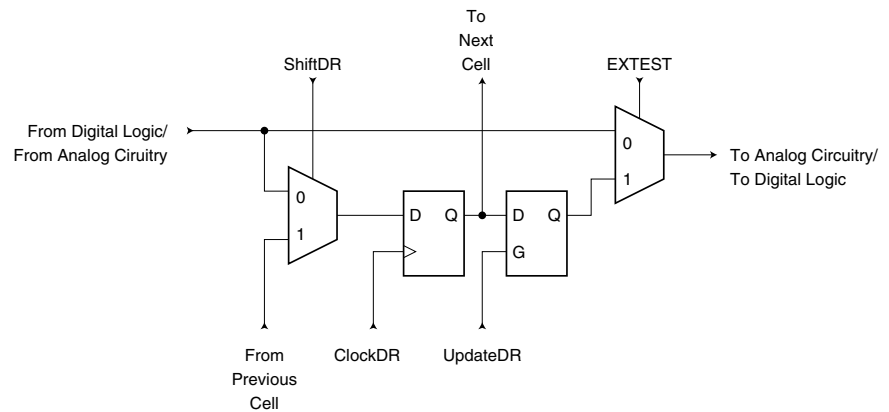 To
Next
Cell
ShiftDR
EXTEST
From Digital Logic/
From Analog Ciruitry
0
1
To Analog Circuitry/
To Digital Logic
0
1
D Q
D Q
G
From
Previous
Cell
ClockDR
UpdateDR